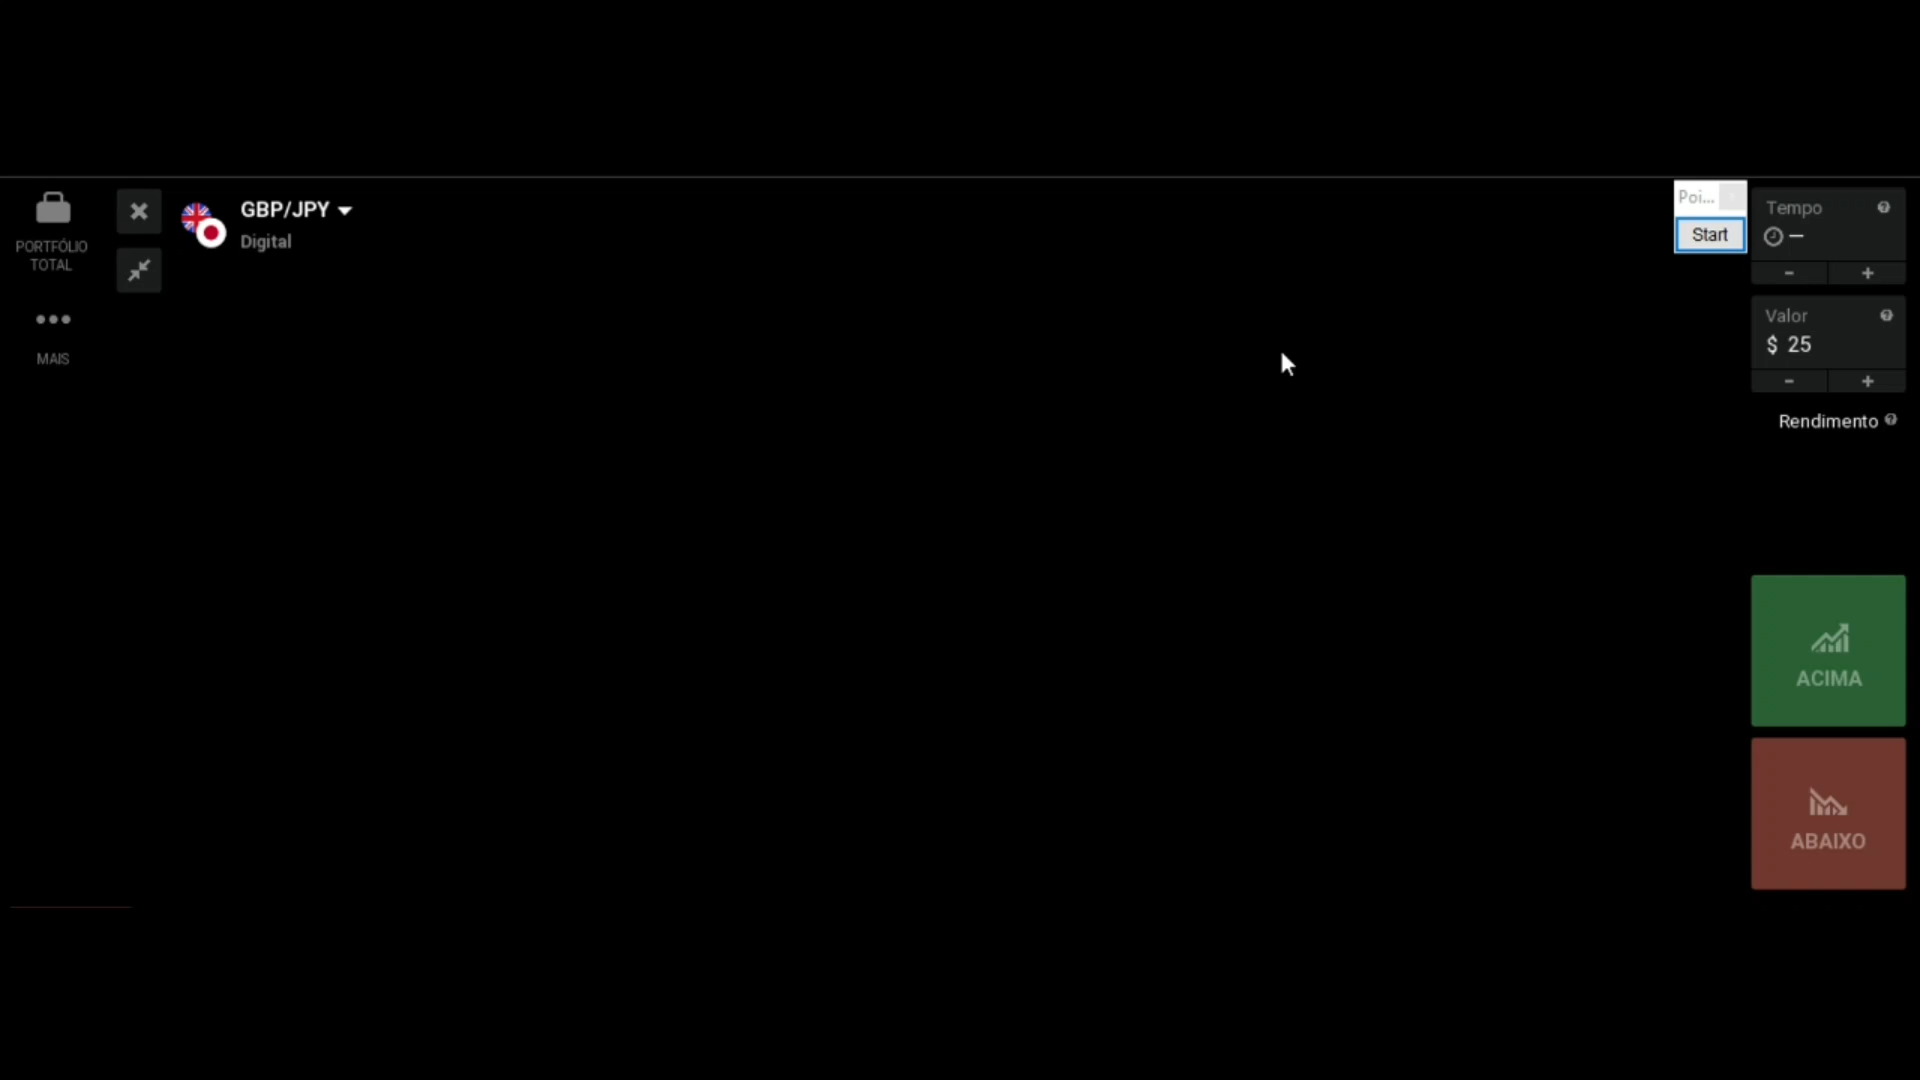 PORTFÓLIO
TOTAL
MAIS
GBP/JPY
Digital
Poi...
Start
Tempo
–
- +
Valor
$ 25
- +
Rendimento
ACIMA
ABAIXO